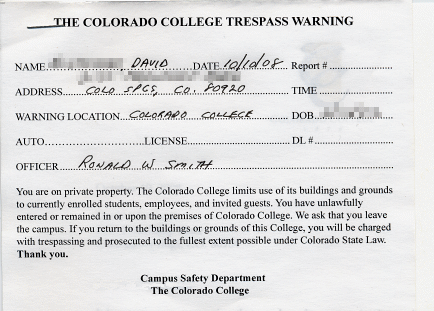 THE COLORADO COLLEGE TRESPASS WARNING
NAME DAVID DATE 10/10/08 Report #
ADDRESS COLO SPGS, CO. 80920 TIME
WARNING LOCATION COLORADO COLLEGE DOB
AUTO LICENSE DL #
OFFICER RONALD W SMITH
You are on private property. The Colorado College limits use of its buildings and grounds
to currently enrolled students, employees, and invited guests. You have unlawfully
entered or remained in or upon the premises of Colorado College. We ask that you leave
the campus. If you return to the buildings or grounds of this College, you will be charged
with trespassing and prosecuted to the fullest extent possible under Colorado State Law.
Thank you.
Campus Safety Department
The Colorado College